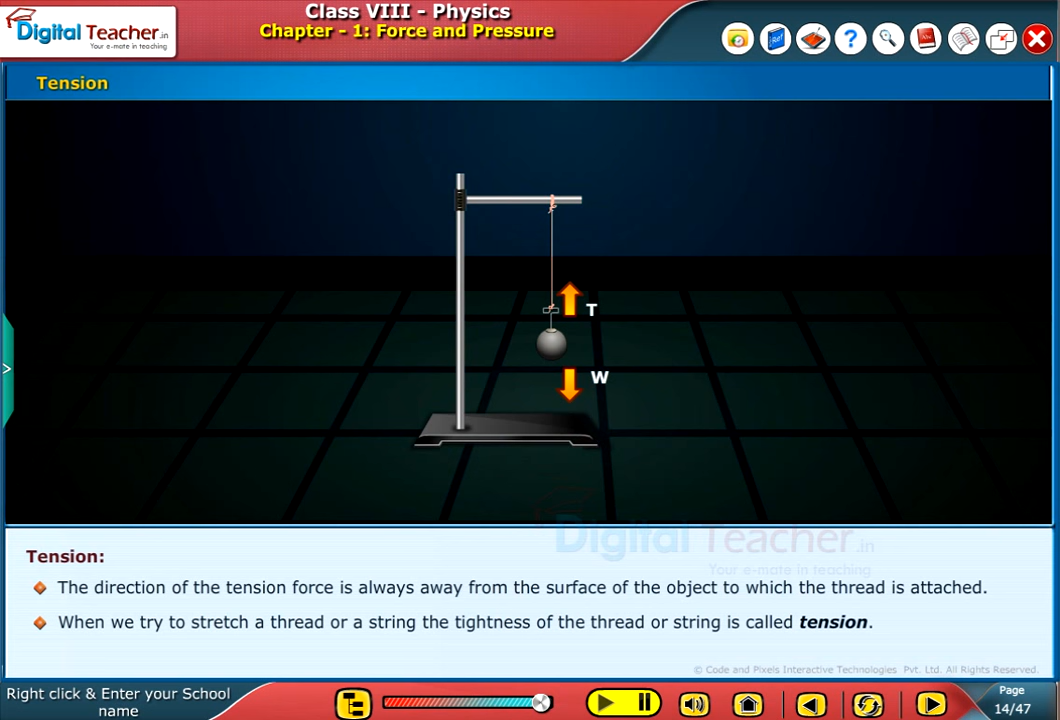 Digital Teacher.in
Your e-mate in teaching
Class VIII - Physics
Chapter - 1: Force and Pressure
Ref
?
Abc
Tension
>
T
W
Digital Teacher.in
Your e-mate in teaching
Tension:
The direction of the tension force is always away from the surface of the object to which the thread is attached.
When we try to stretch a thread or a string the tightness of the thread or string is called tension.
© Code and Pixels Interactive Technologies Pvt. Ltd. All Rights Reserved.
Right click & Enter your School
name
Page
14/47